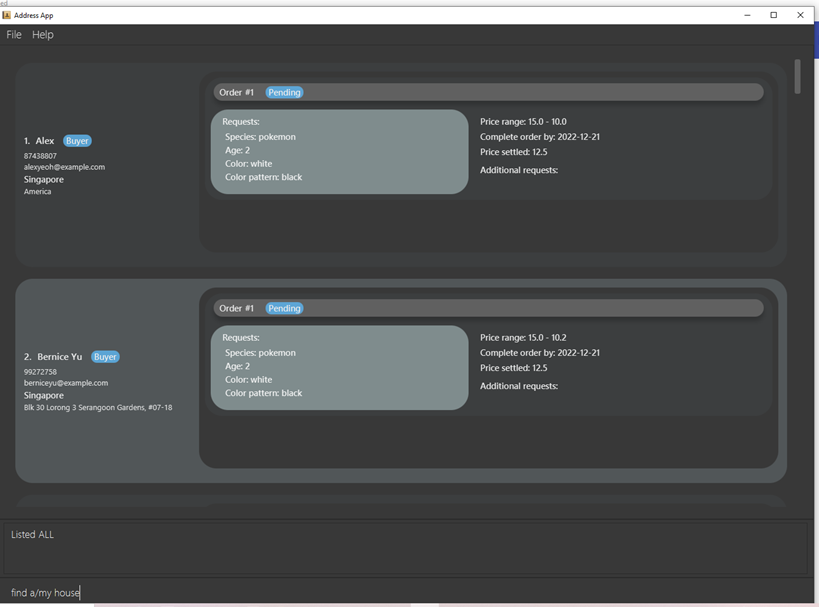 ed
Address App
File Help
Order #1 Pending
Requests:
Species: pokemon
Age: 2
Color: white
Color pattern: black
Price range: 15.0 - 10.0
Complete order by: 2022-12-21
Price settled: 12.5
Additional requests:
1. Alex Buyer
87438807
alexyeoh@example.com
Singapore
America
Order #1 Pending
Requests:
Species: pokemon
Age: 2
Color: white
Color pattern: black
Price range: 15.0 - 10.2
Complete order by: 2022-12-21
Price settled: 12.5
Additional requests:
2. Bernice Yu Buyer
99272758
berniceyu@example.com
Singapore
Blk 30 Lorong 3 Serangoon Gardens, #07-18
Listed ALL
find a/my house